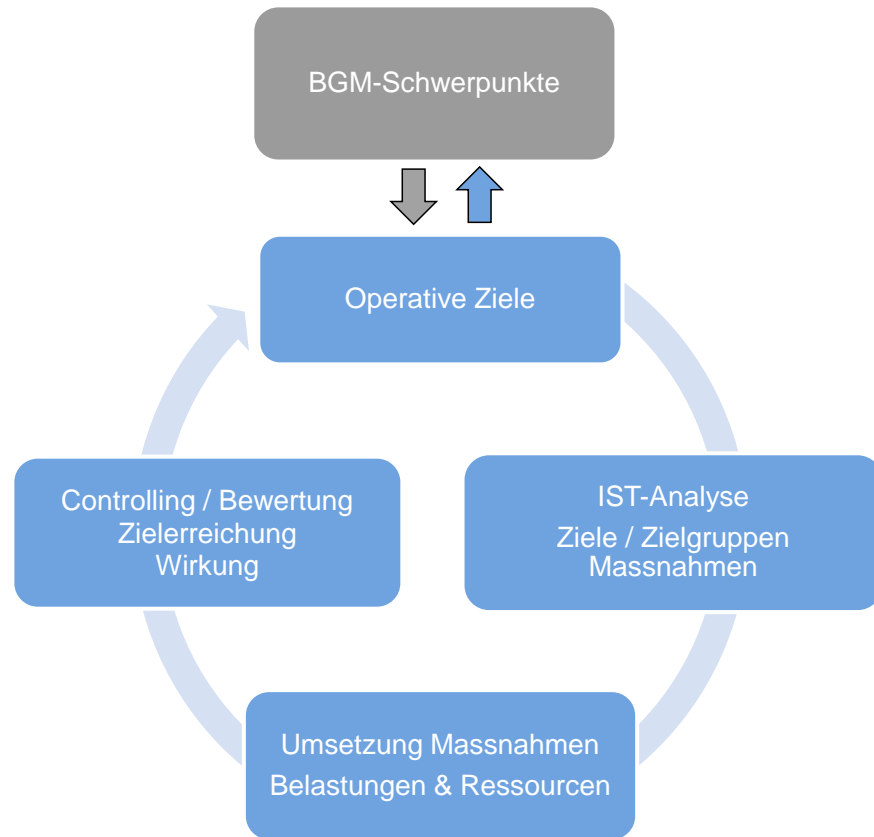 BGM-Schwerpunkte
Operative Ziele
Controlling / Bewertung
Zielerreichung
Wirkung
IST-Analyse
Ziele / Zielgruppen
Massnahmen
Umsetzung Massnahmen
Belastungen & Ressourcen